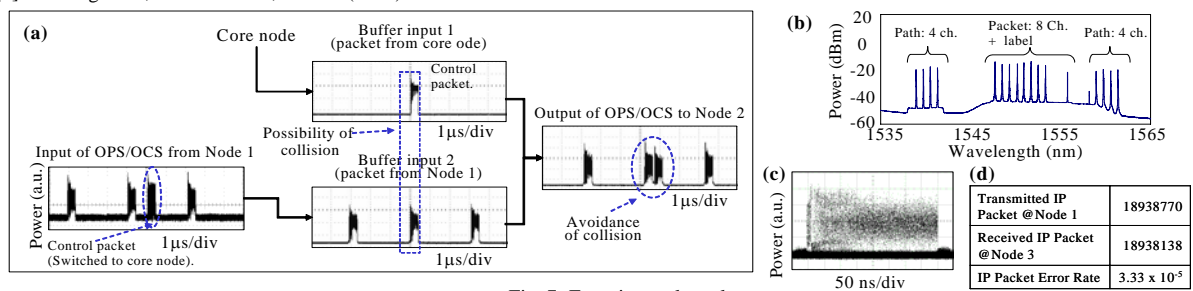 (a)
Core node
Buffer input 1
(packet from core ode)
Control
packet.
Possibility of
collision
1μs/div
Input of OPS/OCS from Node 1
Power (a.u.)
Control packet
(Switched to core node).
1μs/div
Buffer input 2
(packet from Node 1)
1μs/div
Output of OPS/OCS to Node 2
1μs/div
Avoidance
of collision
(b)
Path: 4 ch.
Packet: 8 Ch.
+ label
Path: 4 ch.
Power (dBm)
20
0
-20
-40
-60
1535
1545
1555
1565
Wavelength (nm)
(c)
Power (a.u.)
50 ns/div
(d)
Transmitted IP
Packet @Node 1
18938770
Received IP Packet
@Node 3
18938138
IP Packet Error Rate
3.33 x 10-5